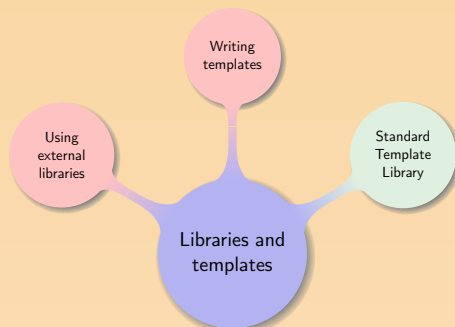 Writing
templates
Using
external
libraries
Standard
Template
Library
Libraries and
templates